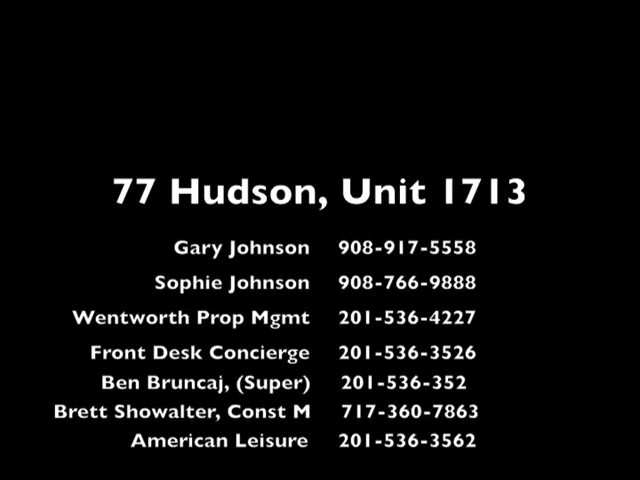 77 Hudson, Unit 1713
Gary Johnson 908-917-5558
Sophie Johnson 908-766-9888
Wentworth Prop Mgmt 201-536-4227
Front Desk Concierge 201-536-3526
Ben Bruncaj, (Super) 201-536-352
Brett Showalter, Const M 717-360-7863
American Leisure 201-536-3562